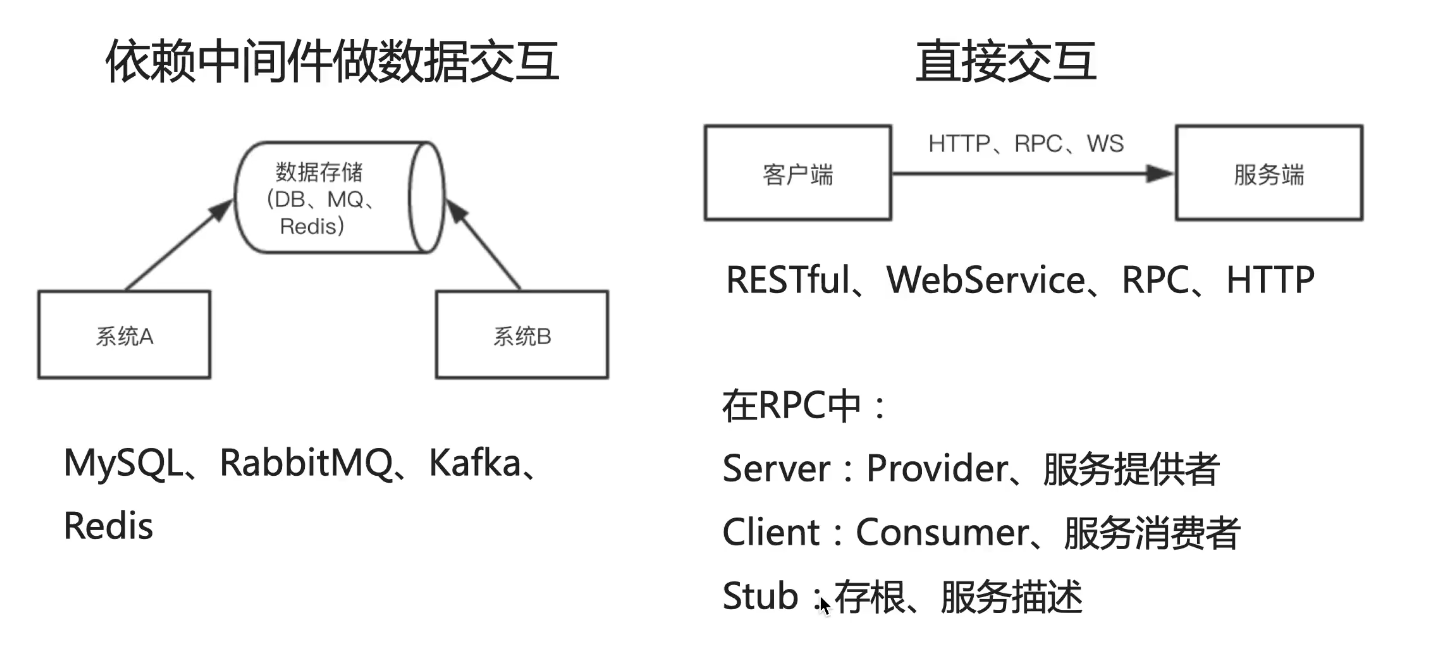 依赖中间件做数据交互
数据存储
（DB、MQ、
Redis）
系统A
系统B
MySQL、RabbitMQ、Kafka、
Redis
直接交互
客户端
HTTP、RPC、WS
服务端
RESTful、WebService、RPC、HTTP
在RPC中：
Server：Provider、服务提供者
Client：Consumer、服务消费者
Stub：存根、服务描述